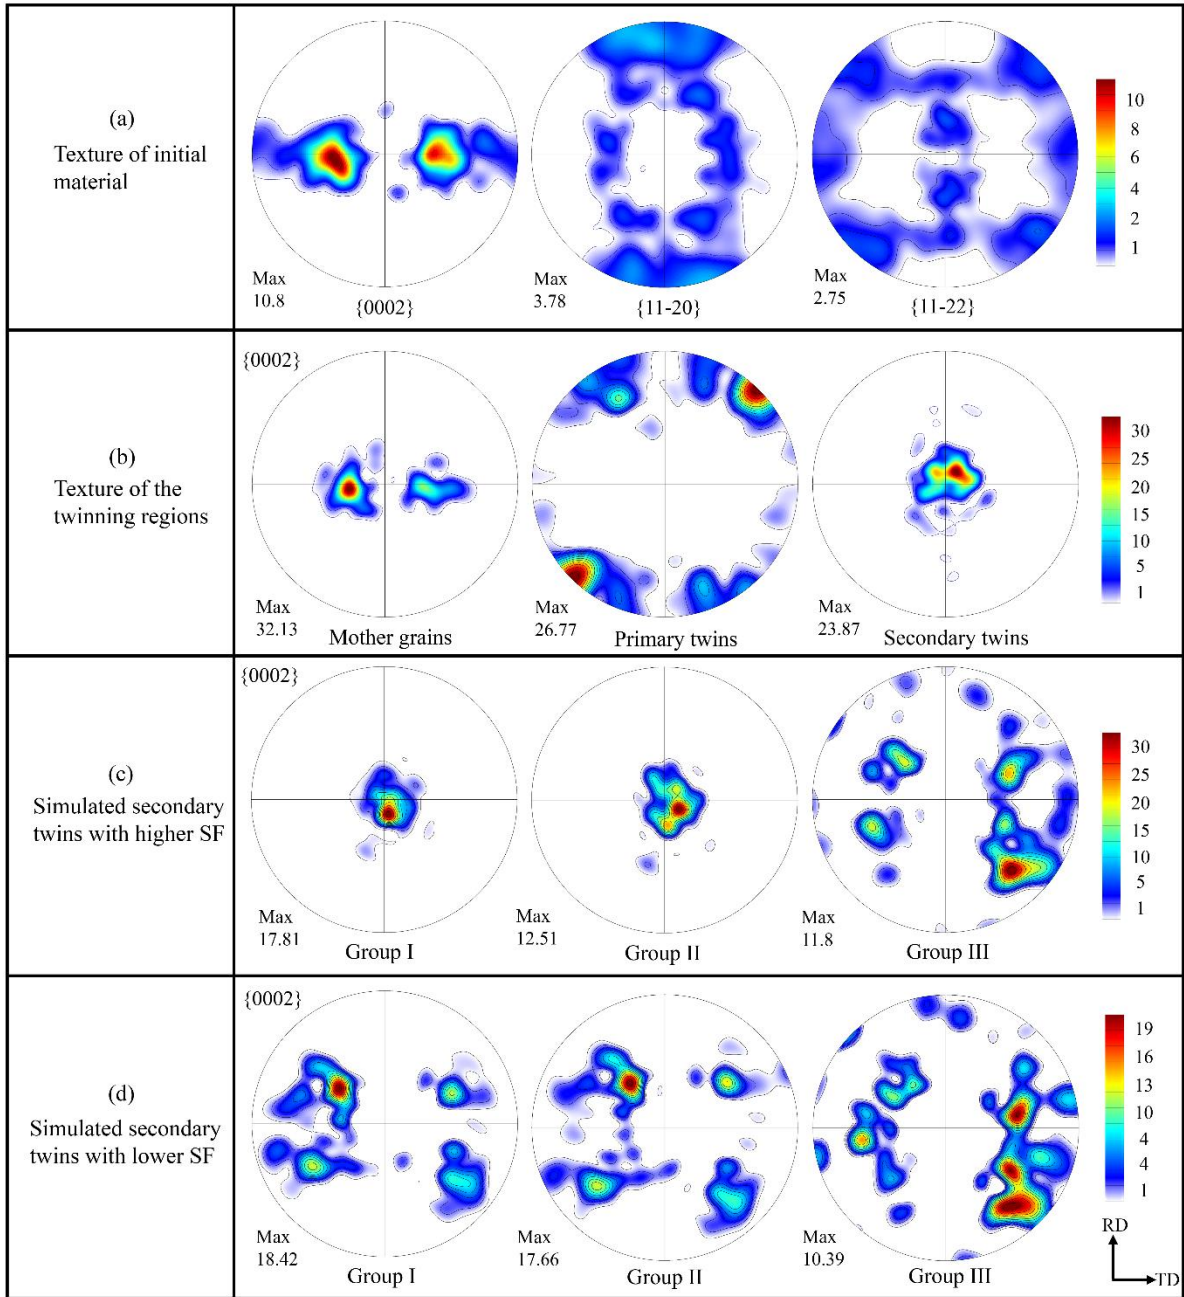 (a)
Texture of initial
material
Max
10.8
{0002}
Max
3.78
{11-20}
Max
2.75
{11-22}
10
8
6
4
2
1
(b)
Texture of the
twinning regions
{0002}
Max
32.13
Mother grains
Max
26.77
Primary twins
Max
23.87
Secondary twins
30
25
20
15
10
5
1
(c)
Simulated secondary
twins with higher SF
{0002}
Max
17.81
Group I
Max
12.51
Group II
Max
11.8
Group III
30
25
20
15
10
5
1
(d)
Simulated secondary
twins with lower SF
{0002}
Max
18.42
Group I
Max
17.66
Group II
Max
10.39
Group III
19
16
13
10
4
4
1
RD
TD